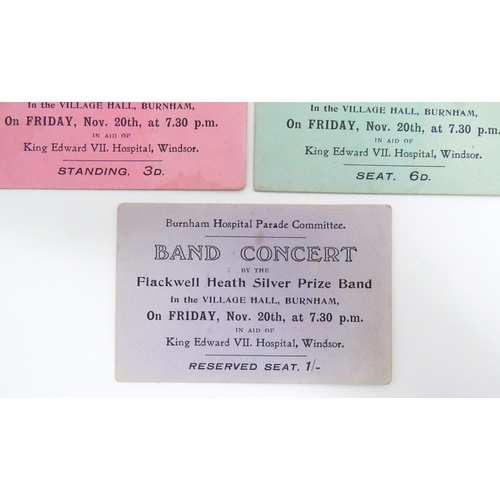 In the VILLAGE HALL, BURNHAM,
On FRIDAY, Nov. 20th, at 7.30 p.m.
IN AID OF
King Edward VII. Hospital, Windsor.
STANDING, 3D.
In the VILLAGE HALL, BURNHAM,
On FRIDAY, Nov. 20th, at 7.30 p.m.
IN AID OF
King Edward VII. Hospital, Windsor.
SEAT, 6D.
Burnham Hospital Parade Committee.
BAND CONCERT
BY THE
Flackwell Heath Silver Prize Band
In the VILLAGE HALL, BURNHAM,
On FRIDAY, Nov. 20th, at 7.30 p.m.
IN AID OF
King Edward VII. Hospital, Windsor.
RESERVED SEAT, 1/-